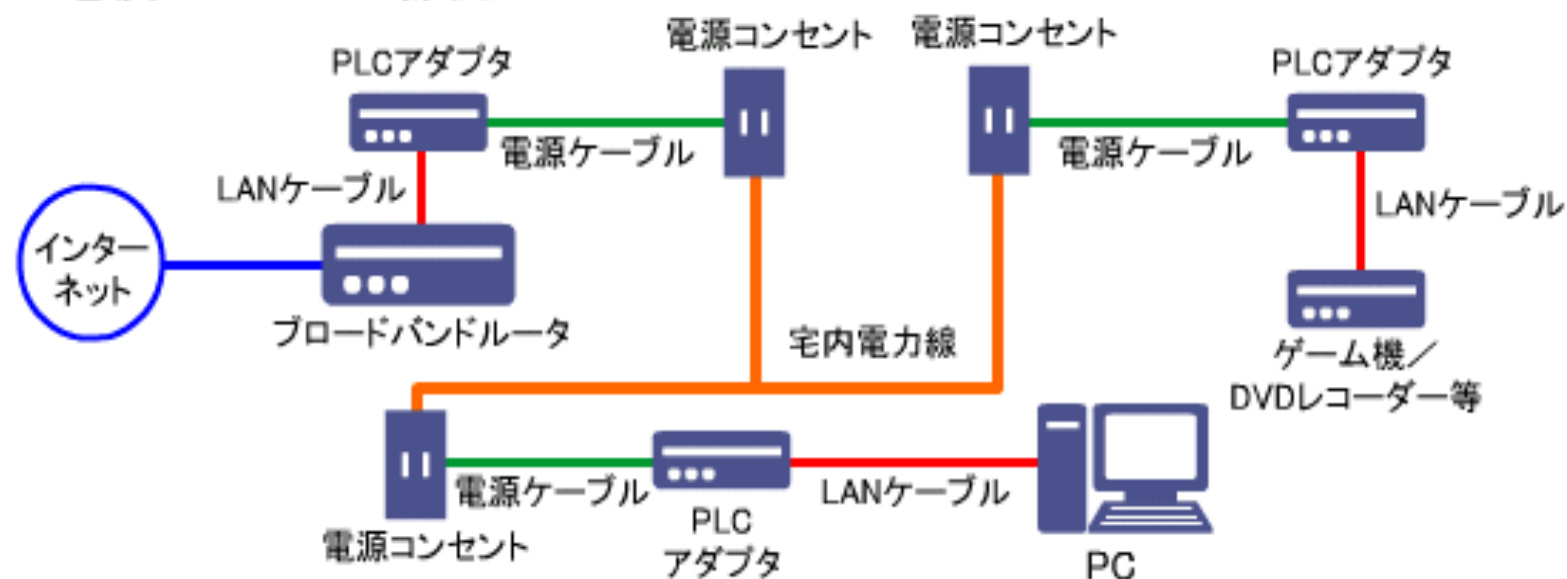 電源コンセント
電源コンセント
PLCアダプタ
PLCアダプタ
電源ケーブル
電源ケーブル
LANケーブル
LANケーブル
インター
ネット
ブロードバンドルータ
宅内電力線
ゲーム機／
DVDレコーダー等
電源ケーブル
LANケーブル
電源コンセント
PLC
アダプタ
PC